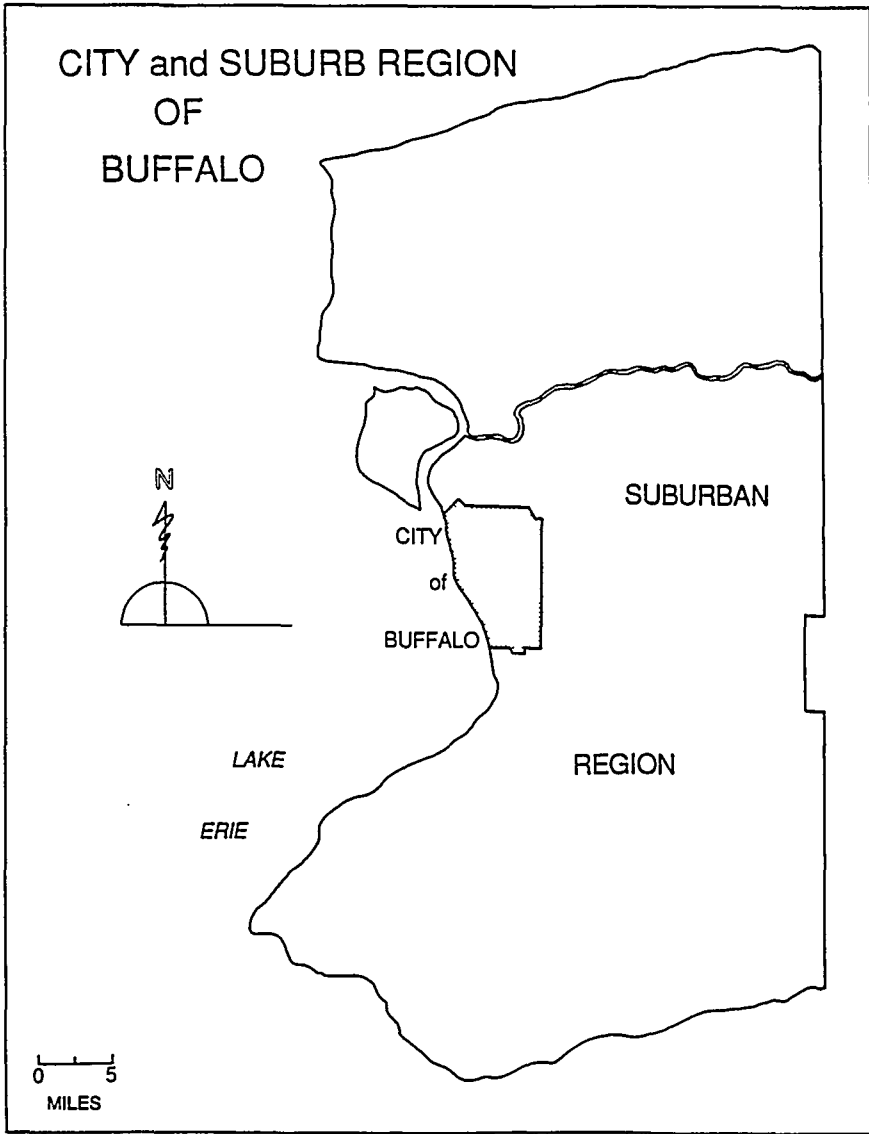 CITY and SUBURB REGION
OF
BUFFALO
N
SUBURBAN
CITY
of
BUFFALO
LAKE
REGION
ERIE
0 5
MILES